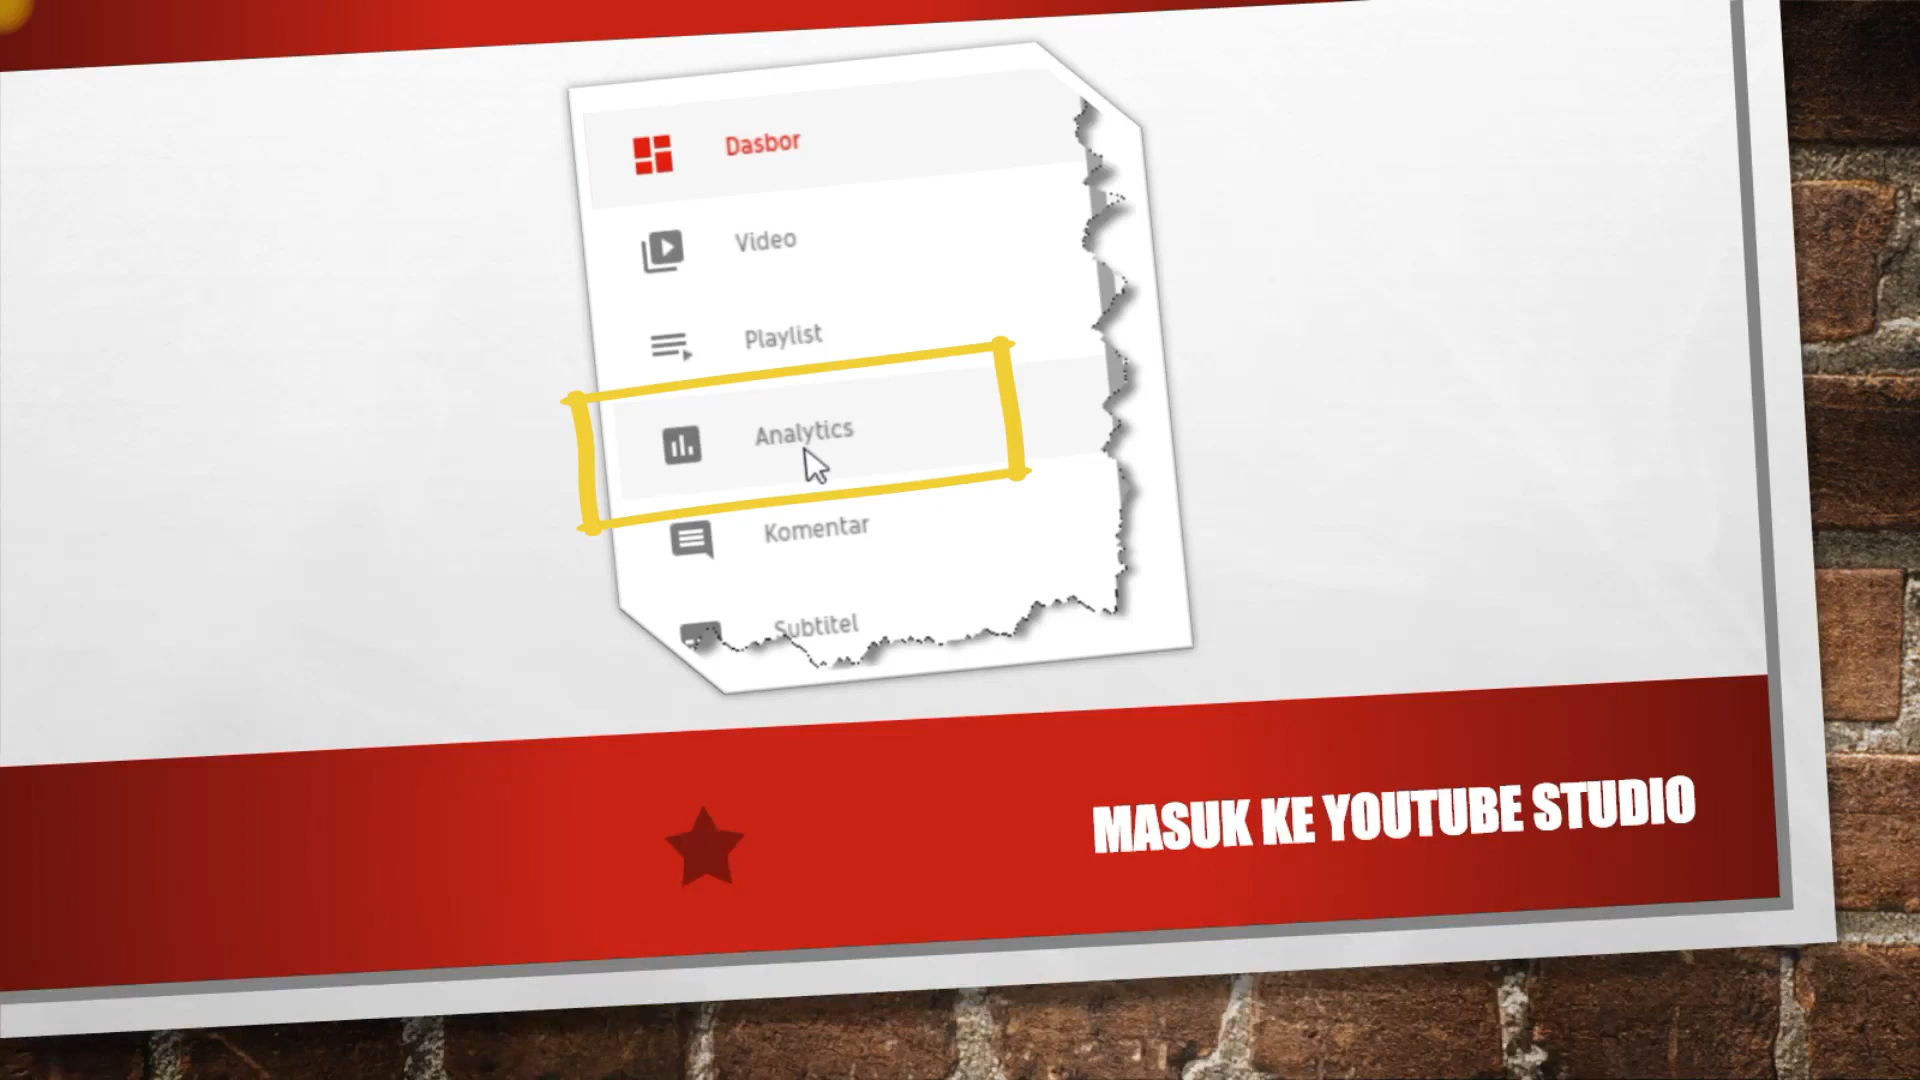 Dasbor
Video
Playlist
Analytics
Komentar
Subtitel
MASUK KE YOUTUBE STUDIO